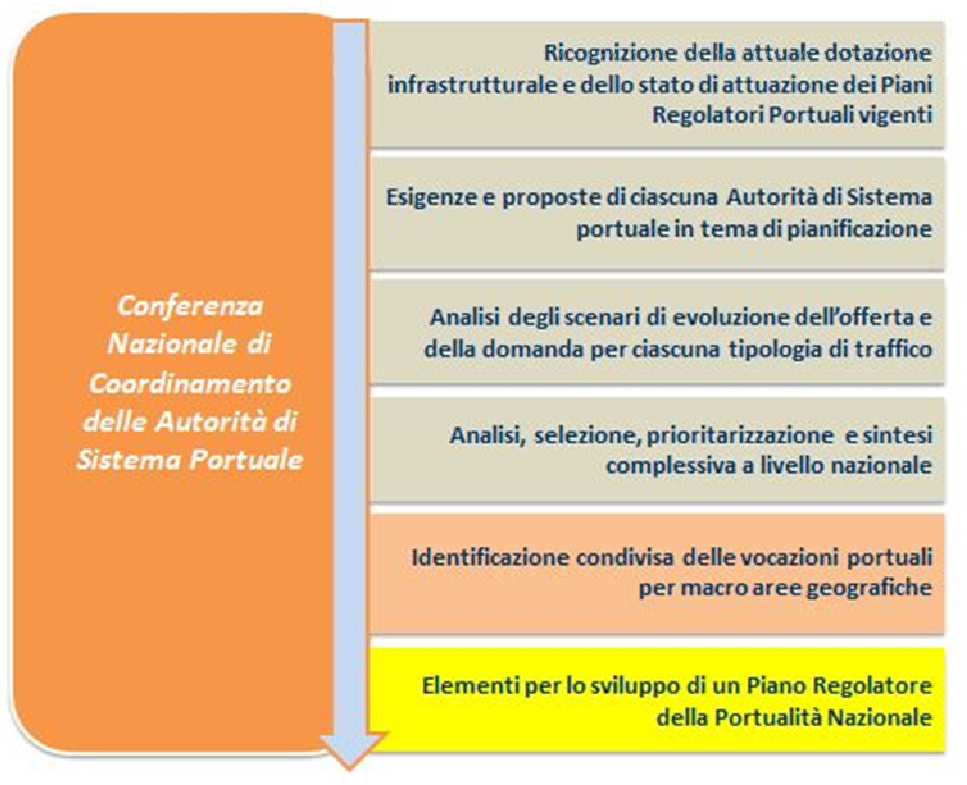 Conferenza
Nazionale di
Coordinamento
delle Autorità di
Sistema Portuale
Ricognizione della attuale dotazione
infrastrutturale e dello stato di attuazione dei Piani
Regolatori Portuali vigenti
Esigenze e proposte di ciascuna Autorità di Sistema
portuale in tema di pianificazione
Analisi degli scenari di evoluzione dell'offerta e
della domanda per ciascuna tipologia di traffico
Analisi, selezione, prioritarizzazione e sintesi
complessiva a livello nazionale
Identificazione condivisa delle vocazioni portuali
per macro aree geografiche
Elementi per lo sviluppo di un Piano Regolatore
della Portualità Nazionale